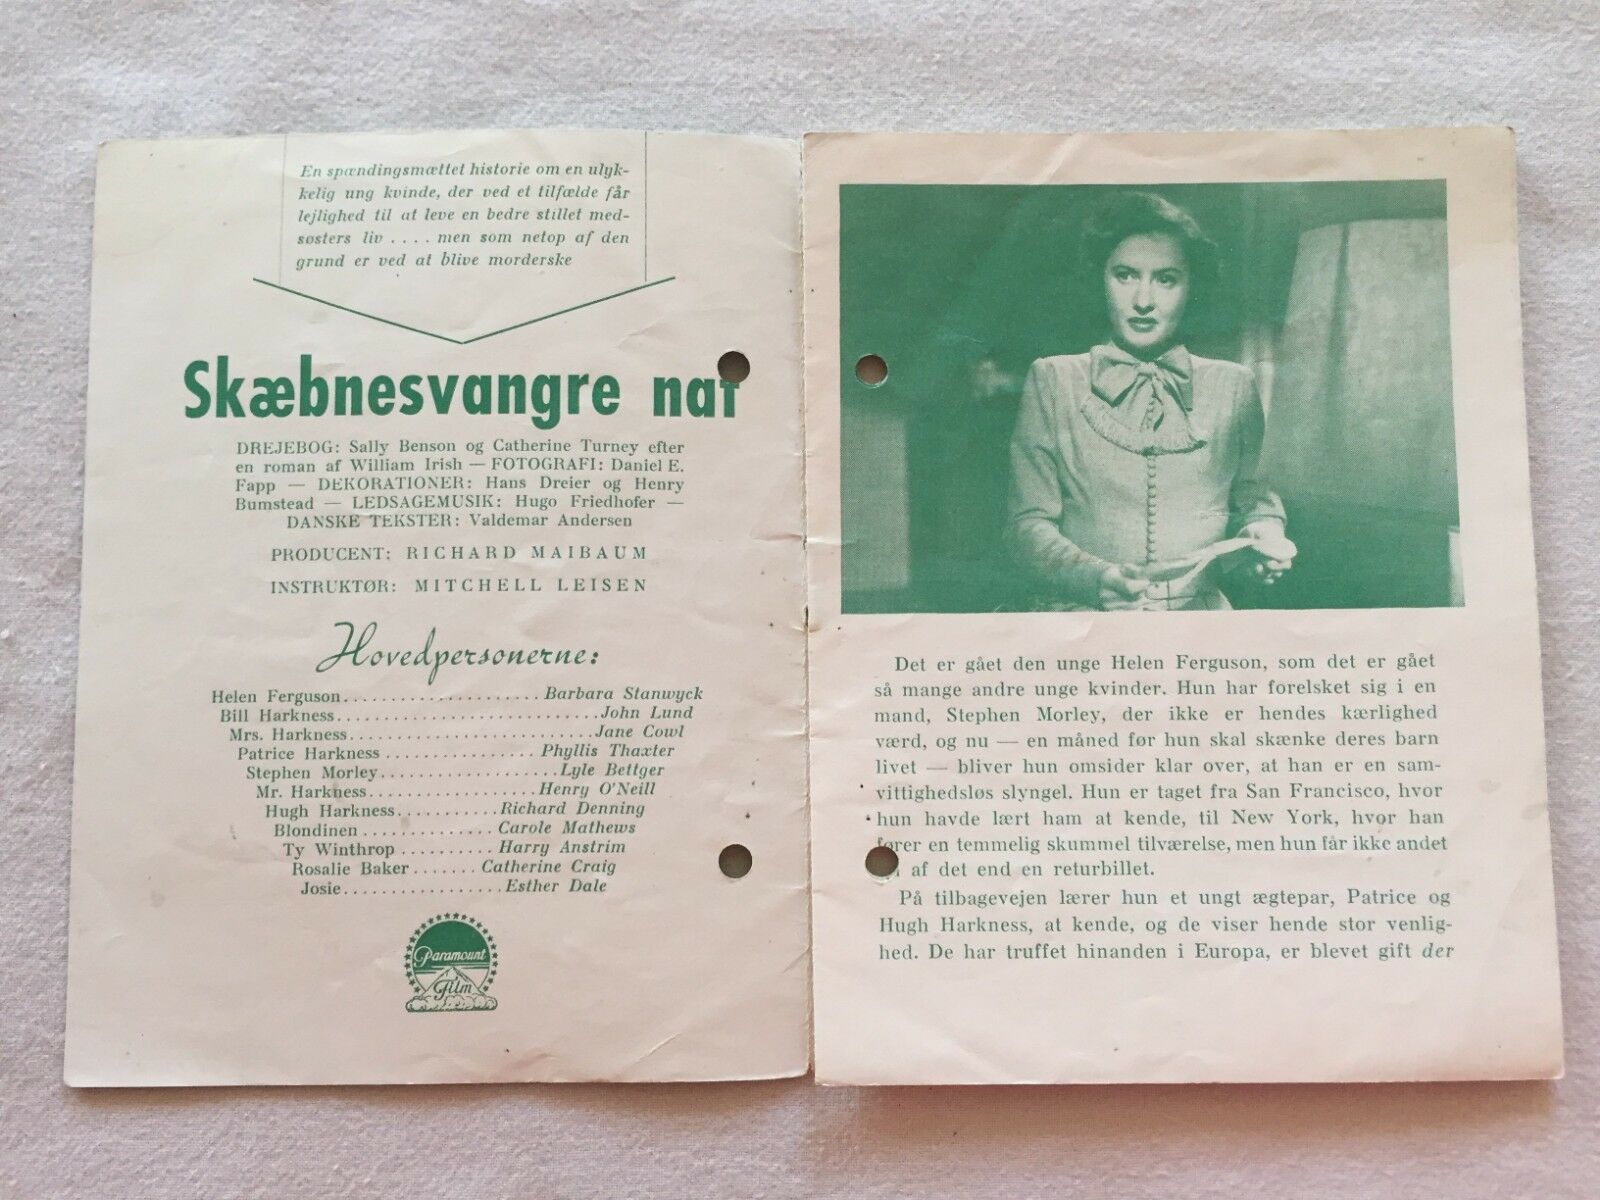 En spændingsmættet historie om en ulyk-
kelig ung kvinde, der ved et tilfælde får
lejlighed til at leve en bedre stillet med-
søsters liv . . . . men som netop af den
grund er ved at blive morderske
Skæbnesvangre nat
DREJEBOG: Sally Benson og Catherine Turney efter
en roman af William Irish — FOTOGRAFI: Daniel E.
Fapp — DEKORATIONER: Hans Dreier og Henry
Bumstead — LEDSAGEMUSIK: Hugo Friedhofer —
DANSKE TEKSTER: Valdemar Andersen
PRODUCENT: RICHARD MAIBAUM
INSTRUKTØR: MITCHELL LEISEN
Hovedpersonerne:
Helen Ferguson.....................Barbara Stanwyck
Bill Harkness............................John Lund
Mrs. Harkness..........................Jane Cowl
Patrice Harkness................Phyllis Thaxter
Stephen Morley...................Lyle Bettger
Mr. Harkness..................Henry O'Neill
Hugh Harkness...........Richard Denning
Blondinen..............Carole Mathews
Ty Winthrop..........Harry Anstrim
Rosalie Baker.......Catherine Craig
Josie.................Esther Dale
Paramount
Film
Det er gået den unge Helen Ferguson, som det er gået
så mange andre unge kvinder. Hun har forelsket sig i en
mand, Stephen Morley, der ikke er hendes kærlighed
værd, og nu — en måned før hun skal skænke deres barn
livet — bliver hun omsider klar over, at han er en sam-
vittighedsløs slyngel. Hun er taget fra San Francisco, hvor
hun havde lært ham at kende, til New York, hvor han
fører en temmelig skummel tilværelse, men hun får ikke andet
af det end en returbillet.
På tilbagevejen lærer hun et ungt ægtepar, Patrice og
Hugh Harkness, at kende, og de viser hende stor venlig-
hed. De har truffet hinanden i Europa, er blevet gift der